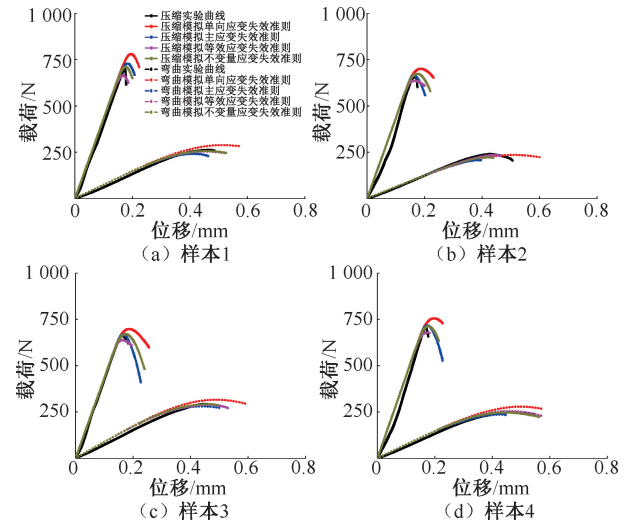 (a)
1 000
750
500
250
0
0.2
0.4
0.6
0.8
载荷/N
位移/mm
压缩实验曲线
压缩模拟单向应变失效准则
压缩模拟主应变失效准则
压缩模拟等效应变失效准则
压缩模拟不变量应变失效准则
弯曲实验曲线
弯曲模拟单向应变失效准则
弯曲模拟主应变失效准则
弯曲模拟等效应变失效准则
弯曲模拟不变量应变失效准则
（a）样本1
1 000
750
500
250
0
0.2
0.4
0.6
0.8
载荷/N
位移/mm
（b）样本2
1 000
750
500
250
0
0.2
0.4
0.6
0.8
载荷/N
位移/mm
（c）样本3
1 000
750
500
250
0
0.2
0.4
0.6
0.8
载荷/N
位移/mm
（d）样本4